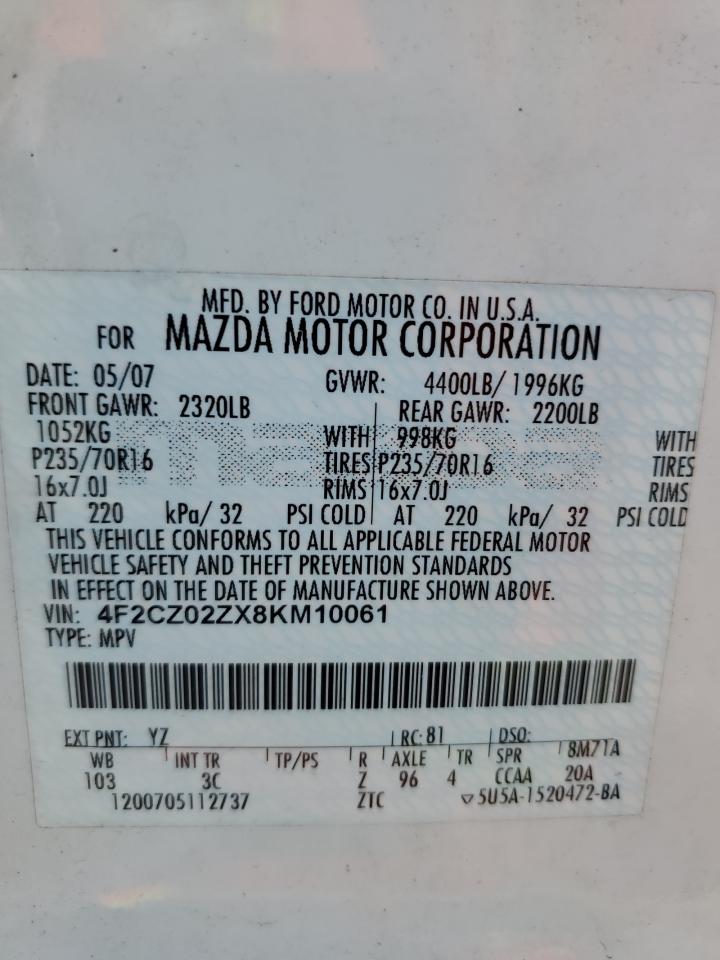 MFD. BY FORD MOTOR CO. IN U.S.A.
FOR MAZDA MOTOR CORPORATION
DATE: 05/07 GVWR: 4400LB/ 1996KG
FRONT GAWR: 2320LB REAR GAWR: 2200LB
1052KG WITH 998KG WITH
P235/70R16 TIRES P235/70R16 TIRES
16x7.0J RIMS 16x7.0J RIMS
AT 220 kPa/ 32 PSI COLD AT 220 kPa/ 32 PSI COLD
THIS VEHICLE CONFORMS TO ALL APPLICABLE FEDERAL MOTOR
VEHICLE SAFETY AND THEFT PREVENTION STANDARDS
IN EFFECT ON THE DATE OF MANUFACTURE SHOWN ABOVE.
VIN: 4F2CZ02ZX8KM10061
TYPE: MPV
EXT PNT: YZ RC: 81 DSO:
WB INT TR TP/PS R AXLE TR SPR 8M71A
103 3C Z 96 4 CCAA 20A
1200705112737 ZTC ▽5U5A-1520472-BA